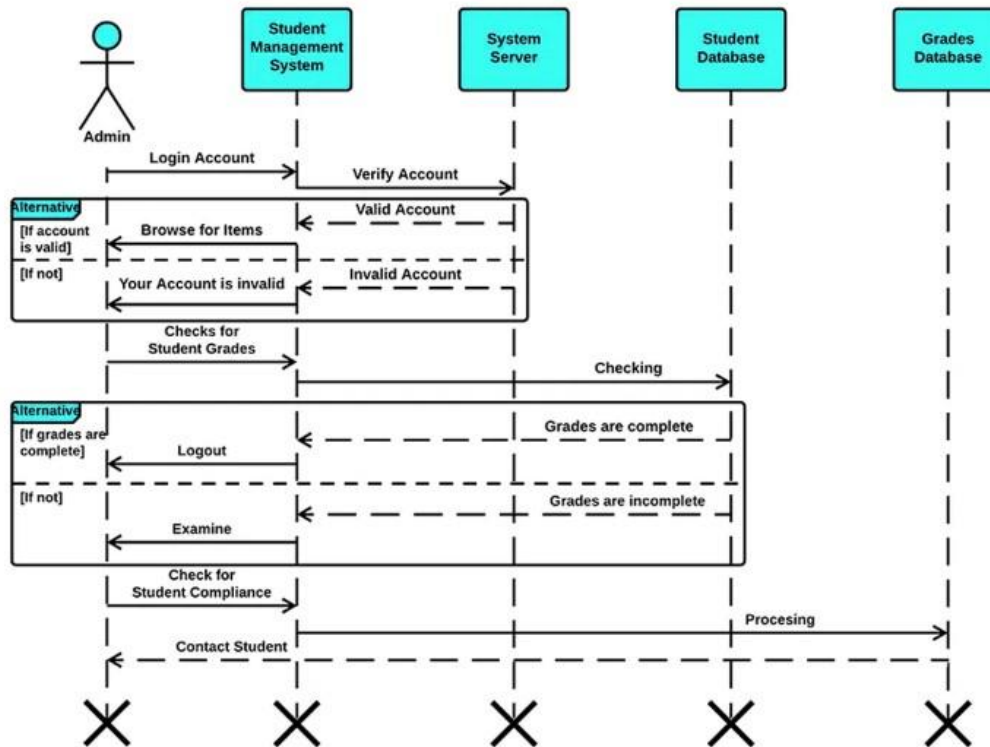 Student
Management
System
System
Server
Student
Database
Grades
Database
Admin
Login Account
Verify Account
Alternative
Valid Account
[If account
is valid]
Browse for Items
[If not]
Invalid Account
Your Account is invalid
Checks for
Student Grades
Checking
Alternative
[If grades are
complete]
Grades are complete
Logout
[If not]
Grades are incomplete
Examine
Check for
Student Compliance
Procesing
Contact Student